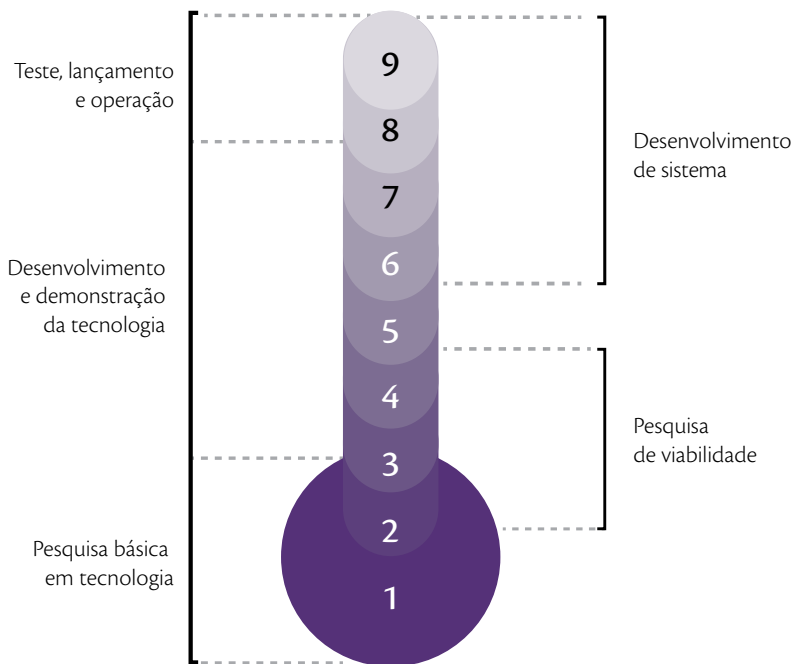 Teste, lançamento
e operação
Desenvolvimento
e demonstração
da tecnologia
Pesquisa básica
em tecnologia
9
8
7
6
5
4
3
2
1
Desenvolvimento
de sistema
Pesquisa
de viabilidade